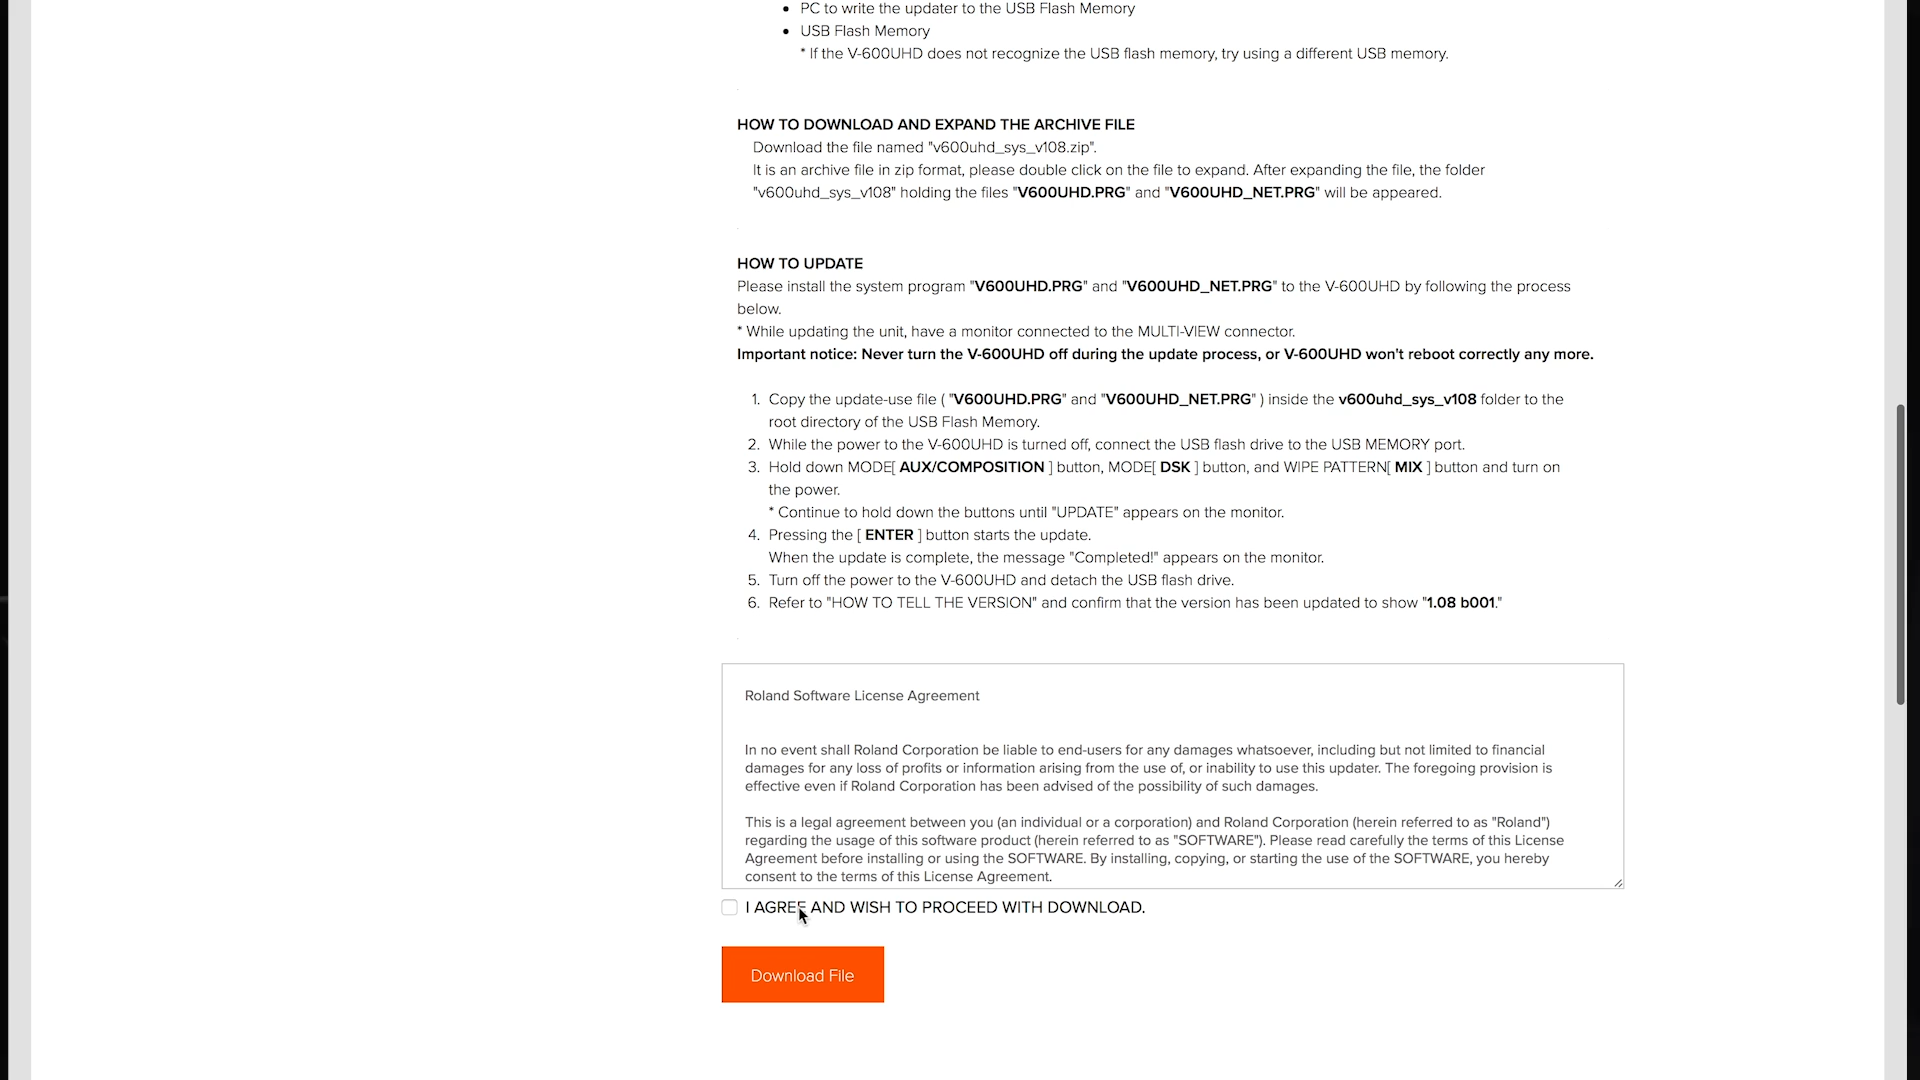 • PC to write the updater to the USB Flash Memory
• USB Flash Memory
* If the V-600UHD does not recognize the USB flash memory, try using a different USB memory.
HOW TO DOWNLOAD AND EXPAND THE ARCHIVE FILE
Download the file named "v600uhd_sys_v108.zip".
It is an archive file in zip format, please double click on the file to expand. After expanding the file, the folder
"v600uhd_sys_v108" holding the files "V600UHD.PRG" and "V600UHD_NET.PRG" will be appeared.
HOW TO UPDATE
Please install the system program "V600UHD.PRG" and "V600UHD_NET.PRG" to the V-600UHD by following the process
below.
* While updating the unit, have a monitor connected to the MULTI-VIEW connector.
Important notice: Never turn the V-600UHD off during the update process, or V-600UHD won't reboot correctly any more.
1. Copy the update-use file ( "V600UHD.PRG" and "V600UHD_NET.PRG" ) inside the v600uhd_sys_v108 folder to the
root directory of the USB Flash Memory.
2. While the power to the V-600UHD is turned off, connect the USB flash drive to the USB MEMORY port.
3. Hold down MODE[ AUX/COMPOSITION ] button, MODE[ DSK ] button, and WIPE PATTERN[ MIX ] button and turn on
the power.
* Continue to hold down the buttons until "UPDATE" appears on the monitor.
4. Pressing the [ ENTER ] button starts the update.
When the update is complete, the message "Completed!" appears on the monitor.
5. Turn off the power to the V-600UHD and detach the USB flash drive.
6. Refer to "HOW TO TELL THE VERSION" and confirm that the version has been updated to show "1.08 b001."
Roland Software License Agreement
In no event shall Roland Corporation be liable to end-users for any damages whatsoever, including but not limited to financial
damages for any loss of profits or information arising from the use of, or inability to use this updater. The foregoing provision is
effective even if Roland Corporation has been advised of the possibility of such damages.
This is a legal agreement between you (an individual or a corporation) and Roland Corporation (herein referred to as "Roland")
regarding the usage of this software product (herein referred to as "SOFTWARE"). Please read carefully the terms of this License
Agreement before installing or using the SOFTWARE. By installing, copying, or starting the use of the SOFTWARE, you hereby
consent to the terms of this License Agreement.
I AGREE AND WISH TO PROCEED WITH DOWNLOAD.
Download File